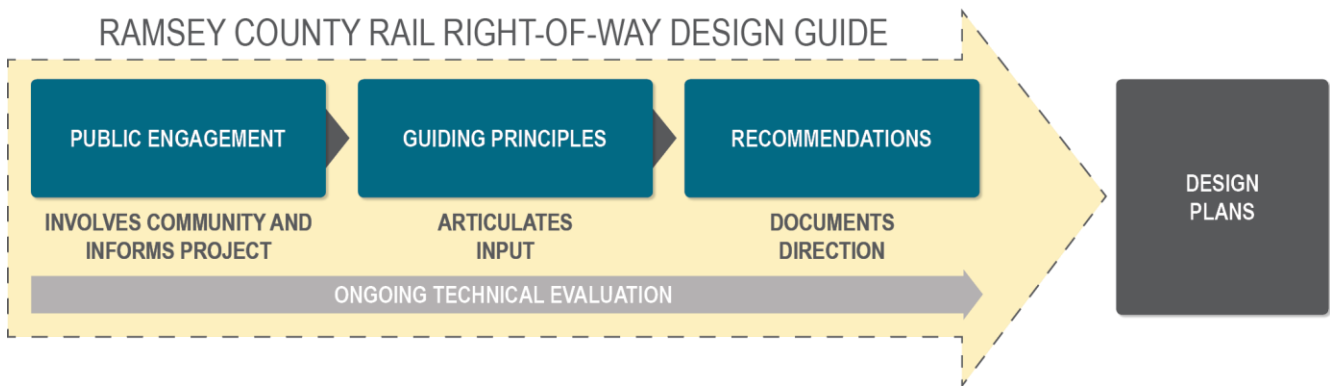 RAMSEY COUNTY RAIL RIGHT-OF-WAY DESIGN GUIDE
PUBLIC ENGAGEMENT
GUIDING PRINCIPLES
RECOMMENDATIONS
INVOLVES COMMUNITY AND
INFORMS PROJECT
ARTICULATES
INPUT
DOCUMENTS
DIRECTION
ONGOING TECHNICAL EVALUATION
DESIGN
PLANS